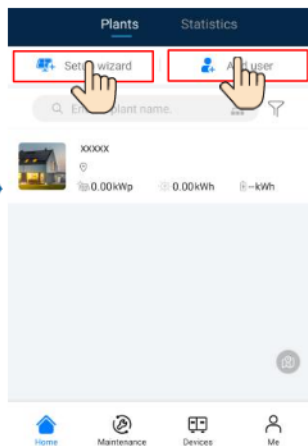 Plants Statistics
Setup wizard Add user
Enter plant name.
xxxxx
0.00kWp 0.00kWh --kWh
Home Maintenance Devices Me